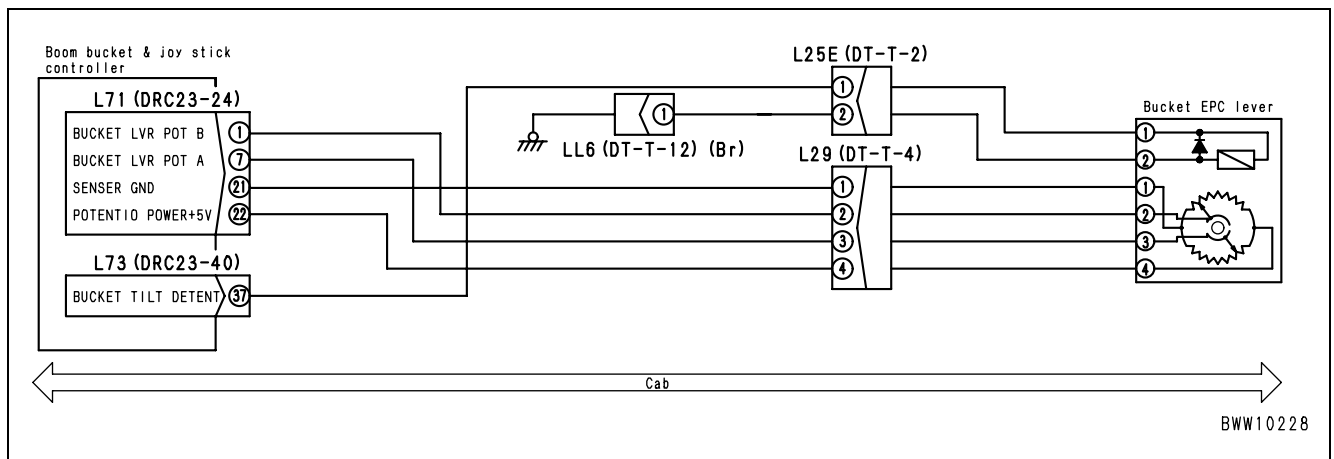 Boom bucket & joy stick
controller
L71 (DRC23-24)
BUCKET LVR POT B 1
BUCKET LVR POT A 7
SENSER GND 21
POTENTIO POWER+5V 22
L73 (DRC23-40)
BUCKET TILT DETENT 37
LL6 (DT-T-12) (Br)
1
L25E (DT-T-2)
1
2
L29 (DT-T-4)
1
2
3
4
Bucket EPC lever
1
2
1
2
3
4
Cab
BWW10228